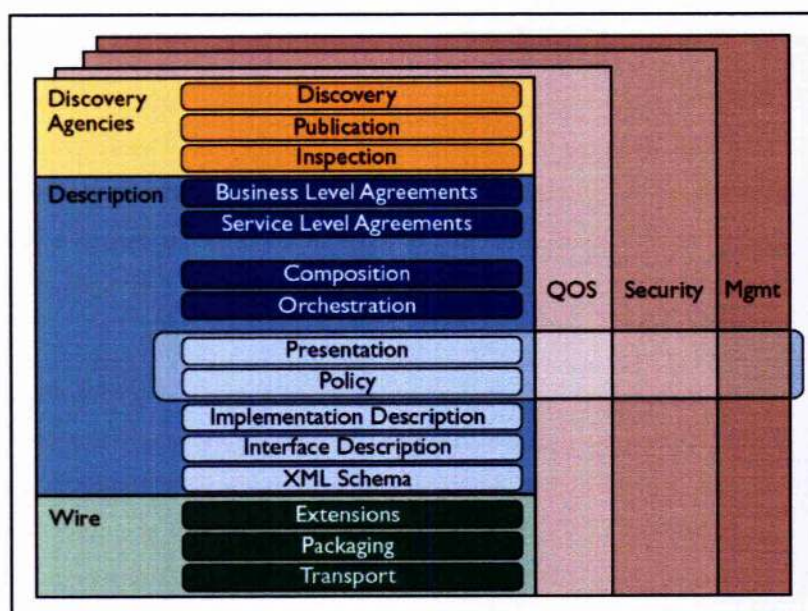 Discovery
Agencies
Discovery
Publication
Inspection
Description
Business Level Agreements
Service Level Agreements
Composition
Orchestration
QOS
Security
Mgmt
Presentation
Policy
Implementation Description
Interface Description
XML Schema
Wire
Extensions
Packaging
Transport